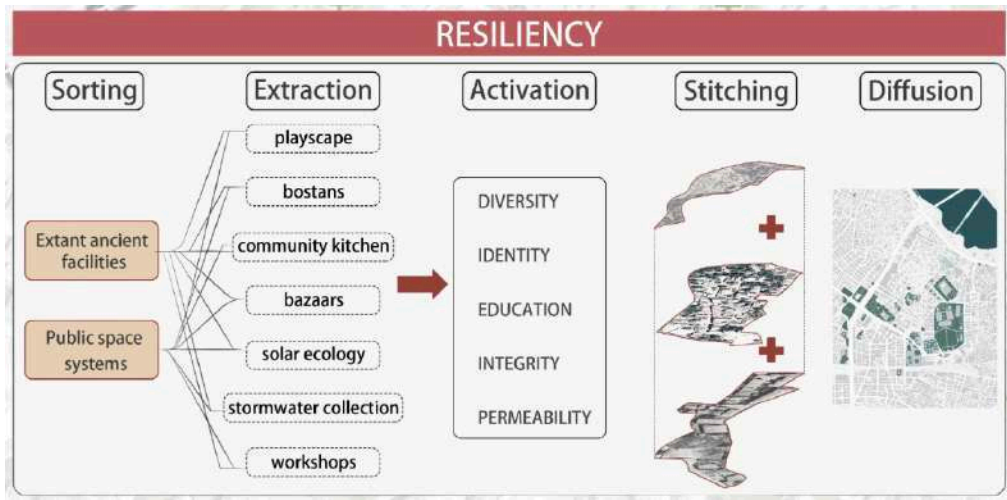 RESILIENCY
Sorting
Extraction
Activation
Stitching
Diffusion
Extant ancient
facilities
Public space
systems
playscape
bostans
community kitchen
bazaars
solar ecology
stormwater collection
workshops
DIVERSITY
IDENTITY
EDUCATION
INTEGRITY
PERMEABILITY